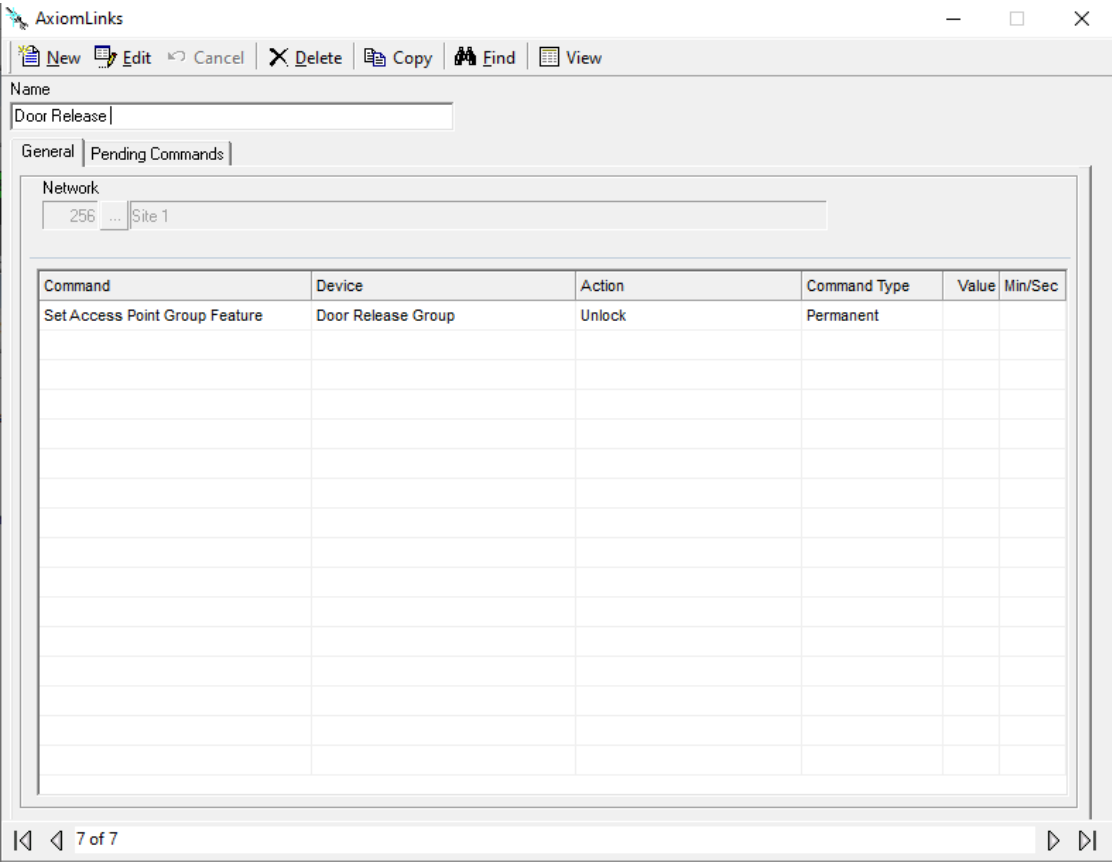 AxiomLinks
New Edit Cancel Delete Copy Find View
Name
Door Release
General Pending Commands
Network
256 ... Site 1
Command Device Action Command Type Value Min/Sec
Set Access Point Group Feature Door Release Group Unlock Permanent
7 of 7